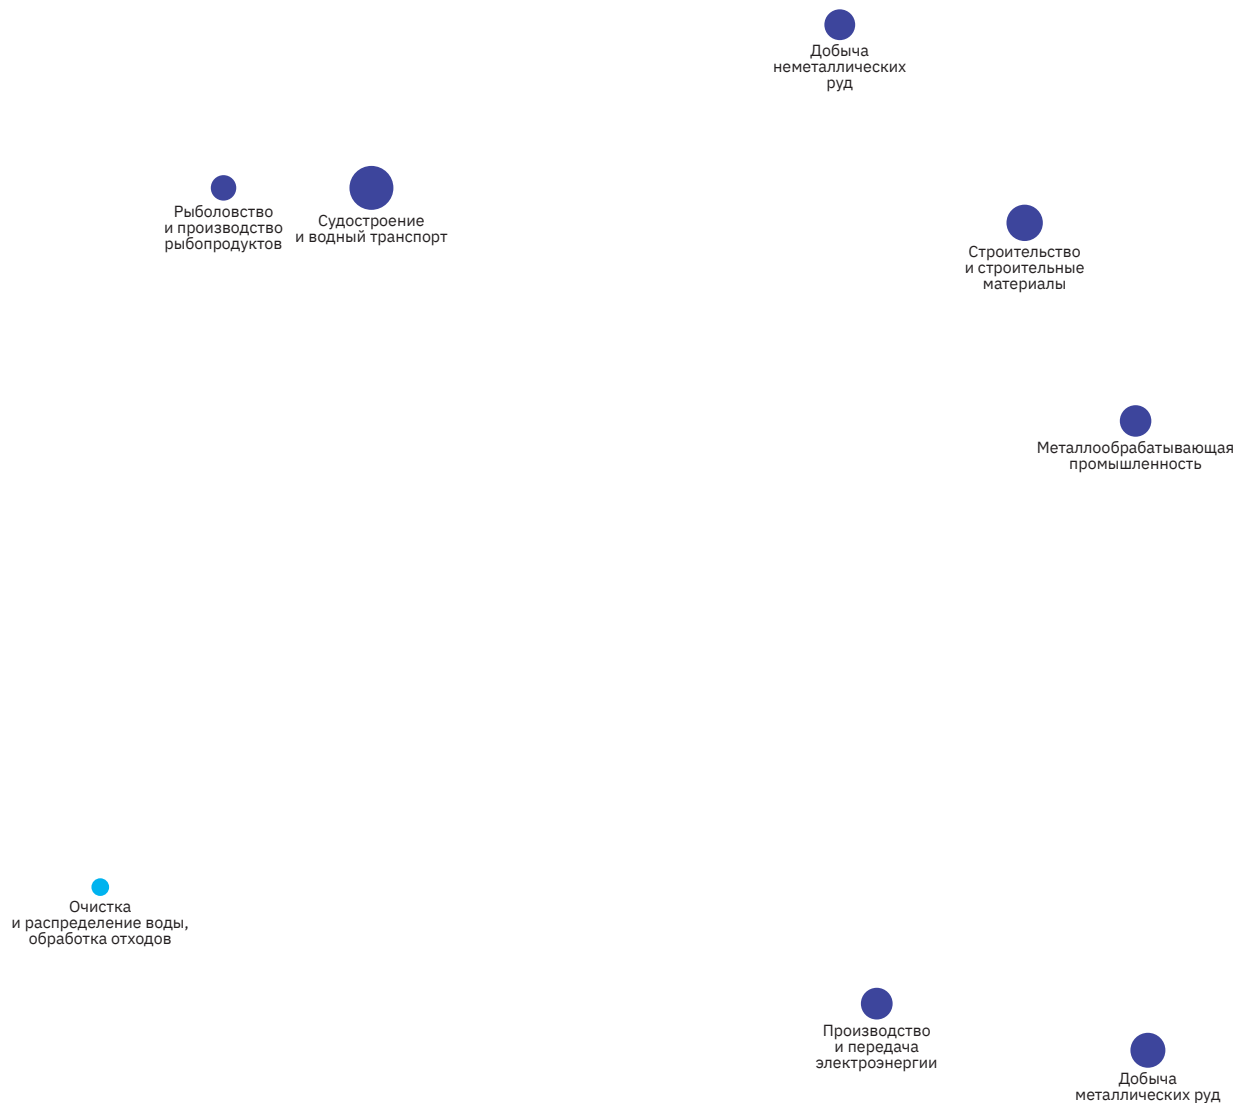 Добыча
неметаллических
руд
Рыболовство
и производство
рыбопродуктов
Судостроение
и водный транспорт
Строительство
и строительные
материалы
Металлообрабатывающая
промышленность
Очистка
и распределение воды,
обработка отходов
Производство
и передача
электроэнергии
Добыча
металлических руд